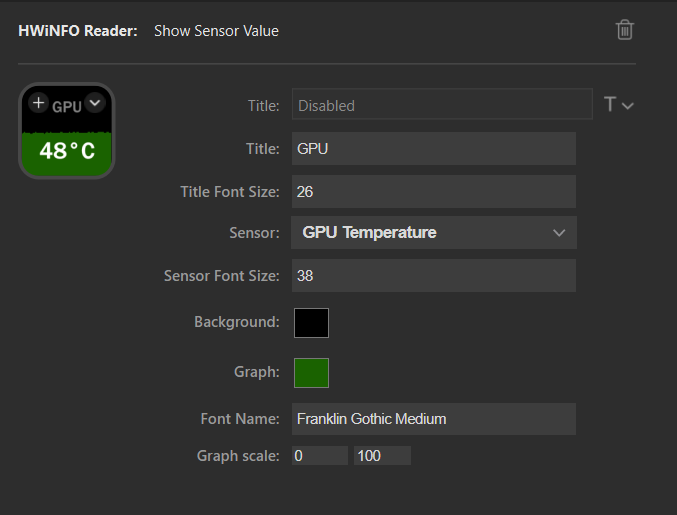 HWiNFO Reader: Show Sensor Value
GPU
48°C
Title: Disabled T
Title: GPU
Title Font Size: 26
Sensor: GPU Temperature
Sensor Font Size: 38
Background:
Graph:
Font Name: Franklin Gothic Medium
Graph scale: 0 100